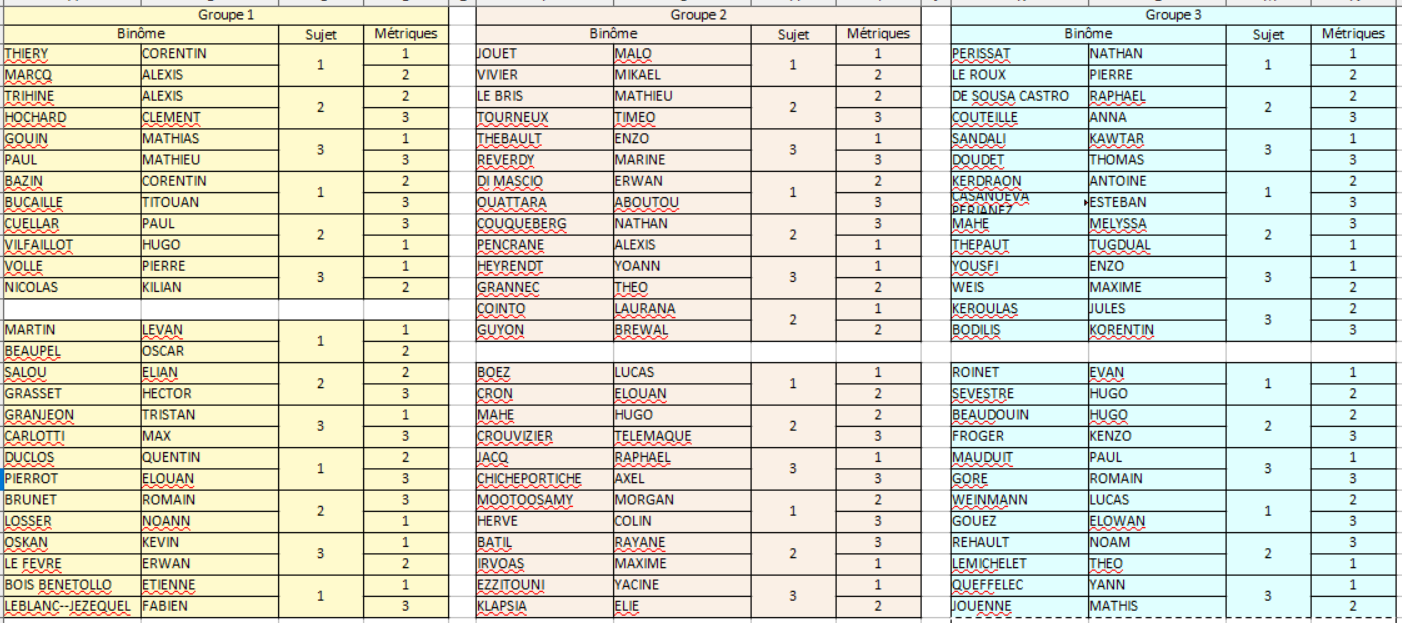 Groupe 1
Binôme Sujet Métriques
THIERY CORENTIN 1 1
MARCQ ALEXIS 2
TRIHINE ALEXIS 2 2
HOCHARD CLEMENT 3
GOUIN MATHIAS 3 1
PAUL MATHIEU 3
BAZIN CORENTIN 1 2
BUCAILLE TITOUAN 3
CUELLAR PAUL 2 3
VILFAILLOT HUGO 1
VOLLE PIERRE 3 1
NICOLAS KILIAN 2
MARTIN LEVAN 1 1
BEAUPEL OSCAR 2
SALOU ELIAN 2 2
GRASSET HECTOR 3
GRANJEON TRISTAN 3 1
CARLOTTI MAX 3
DUCLOS QUENTIN 1 2
PIERROT ELOUAN 3
BRUNET ROMAIN 2 3
LOSSER NOANN 1
OSKAN KEVIN 3 1
LE FEVRE ERWAN 2
BOIS BENETOLLO ETIENNE 1 1
LEBLANC--JEZEQUEL FABIEN 3
Groupe 2
Binôme Sujet Métriques
JOUET MALO 1 1
VIVIER MIKAEL 2
LE BRIS MATHIEU 2 2
TOURNEUX TIMEO 3
THEBAULT ENZO 3 1
REVERDY MARINE 3
DI MASCIO ERWAN 1 2
OUATTARA ABOUTOU 3
COUQUEBERG NATHAN 2 3
PENCRANE ALEXIS 1
HEYRENDT YOANN 3 1
GRANNEC THEO 2
COINTO LAURANA 2 1
GUYON BREWAL 2
BOEZ LUCAS 1 1
CRON ELOUAN 2
MAHE HUGO 2 2
CROUVIZIER TELEMAQUE 3
JACQ RAPHAEL 3 1
CHICHEPORTICHE AXEL 3
MOOTOOSAMY MORGAN 1 2
HERVE COLIN 3
BATIL RAYANE 2 3
IRVOAS MAXIME 1
EZZITOUNI YACINE 3 1
KLAPSIA ELIE 2
Groupe 3
Binôme Sujet Métriques
PERISSAT NATHAN 1 1
LE ROUX PIERRE 2
DE SOUSA CASTRO RAPHAEL 2 2
COUTEILLE ANNA 3
SANDALI KAWTAR 3 1
DOUDET THOMAS 3
KERDRAON ANTOINE 1 2
CASANUEVA PERIANEZ ESTEBAN 3
MAHE MELYSSA 2 3
THEPAUT TUGDUAL 1
YOUSFI ENZO 3 1
WEIS MAXIME 2
KEROULAS JULES 3 2
BODILIS KORENTIN 3
ROINET EVAN 1 1
SEVESTRE HUGO 2
BEAUDOUIN HUGO 2 2
FROGER KENZO 3
MAUDUIT PAUL 3 1
GORE ROMAIN 3
WEINMANN LUCAS 1 2
GOUEZ ELOWAN 3
REHAULT NOAM 2 3
LEMICHELET THEO 1
QUEFFELEC YANN 3 1
JOUENNE MATHIS 2